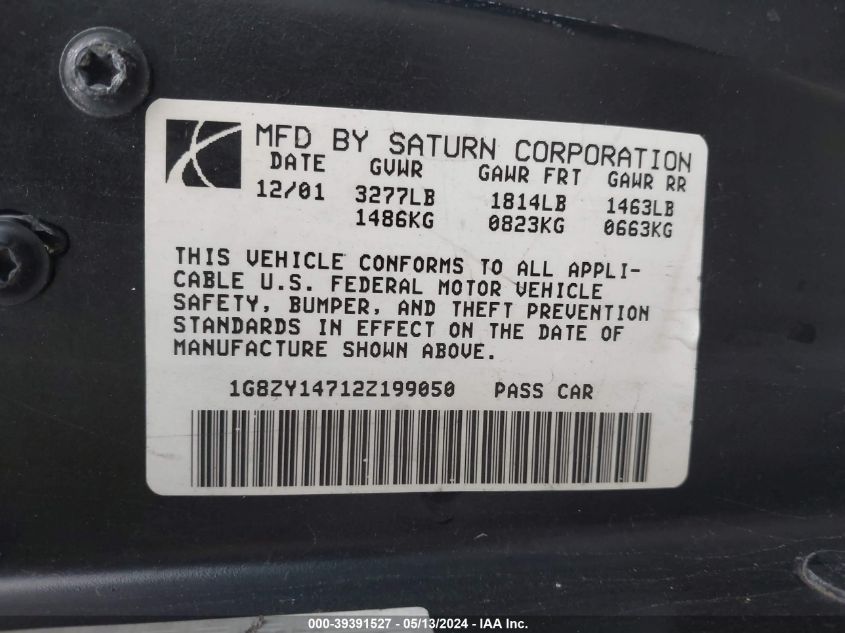 MFD BY SATURN CORPORATION
DATE GVWR GAWR FRT GAWR RR
12/01 3277LB 1814LB 1463LB
1486KG 0823KG 0663KG
THIS VEHICLE CONFORMS TO ALL APPLI-
CABLE U.S. FEDERAL MOTOR VEHICLE
SAFETY, BUMPER, AND THEFT PREVENTION
STANDARDS IN EFFECT ON THE DATE OF
MANUFACTURE SHOWN ABOVE.
1G8ZY14712Z199050 PASS CAR
000-39391527 - 05/13/2024 - IAA Inc.